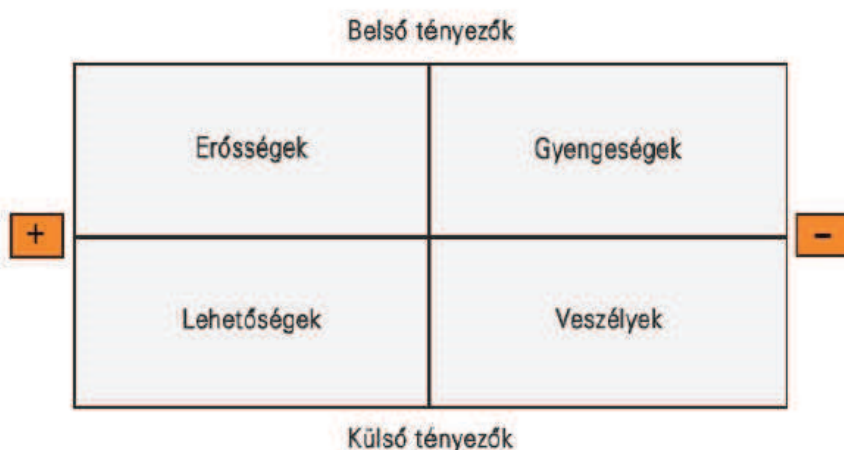 Belső tényezők
Erősségek Gyengeségek
+ -
Lehetőségek Veszélyek
Külső tényezők